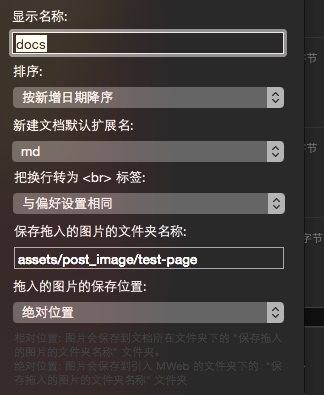 显示名称:
docs
排序:
按新增日期降序
新建文档默认扩展名:
md
把换行转为 <br> 标签:
与偏好设置相同
保存拖入的图片的文件夹名称:
assets/post_image/test-page
拖入的图片的保存位置:
绝对位置
相对位置: 图片会保存到文档所在文件夹下的 "保存拖入
的图片的文件夹名称" 文件夹。
绝对位置: 图片会保存到引入 MWab 的文件夹下的 "保
存拖入的图片的文件夹名称" 文件夹
节
节
字节